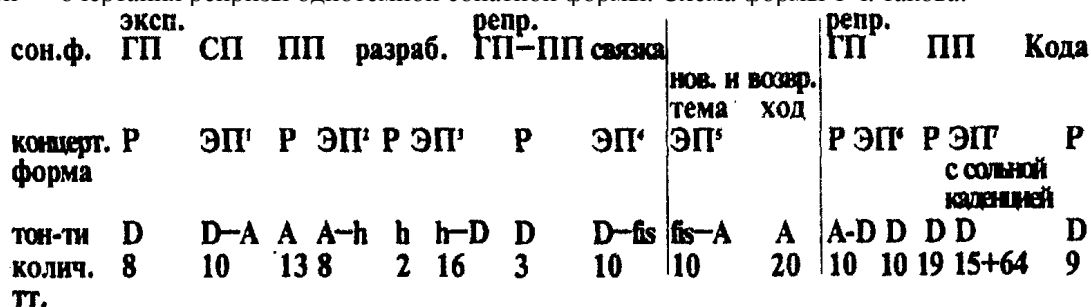 очертания репризы однотемной сонатной формы. Схема формы I ч. такова:
эксп. репр. репр.
сон.ф. ГП СП ПП разраб. ГП–ПП связка ГП ПП Кода
нов. и возвр.
тема ход
концерт. Р ЭП¹ Р ЭП² Р ЭП³ Р ЭП⁴ ЭП⁵ Р ЭП⁶ Р ЭП⁷ Р
форма с сольной
каденцией
тон-ти D D–A A A–h h h–D D D–fis fis–A A A-D D D D D
колич. 8 10 13 8 2 16 3 10 10 20 10 10 19 15+64 9
тт.